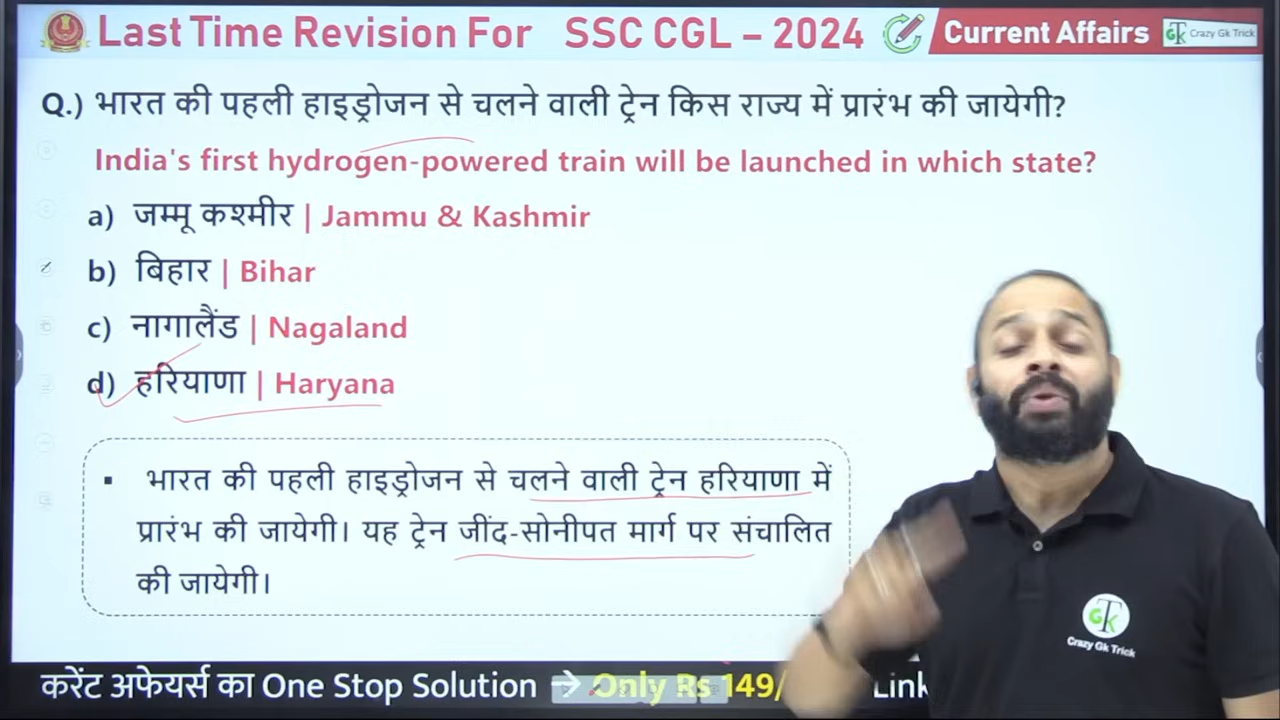 Last Time Revision For SSC CGL – 2024
Current Affairs
GTK Crazy Gk Trick
Q.) भारत की पहली हाइड्रोजन से चलने वाली ट्रेन किस राज्य में प्रारंभ की जायेगी?
India's first hydrogen-powered train will be launched in which state?
a) जम्मू कश्मीर | Jammu & Kashmir
b) बिहार | Bihar
c) नागालैंड | Nagaland
d) हरियाणा | Haryana
▪ भारत की पहली हाइड्रोजन से चलने वाली ट्रेन हरियाणा में
प्रारंभ की जायेगी। यह ट्रेन जींद-सोनीपत मार्ग पर संचालित
की जायेगी।
GTK
Crazy Gk Trick
करेंट अफेयर्स का One Stop Solution → Only Rs 149/ Link